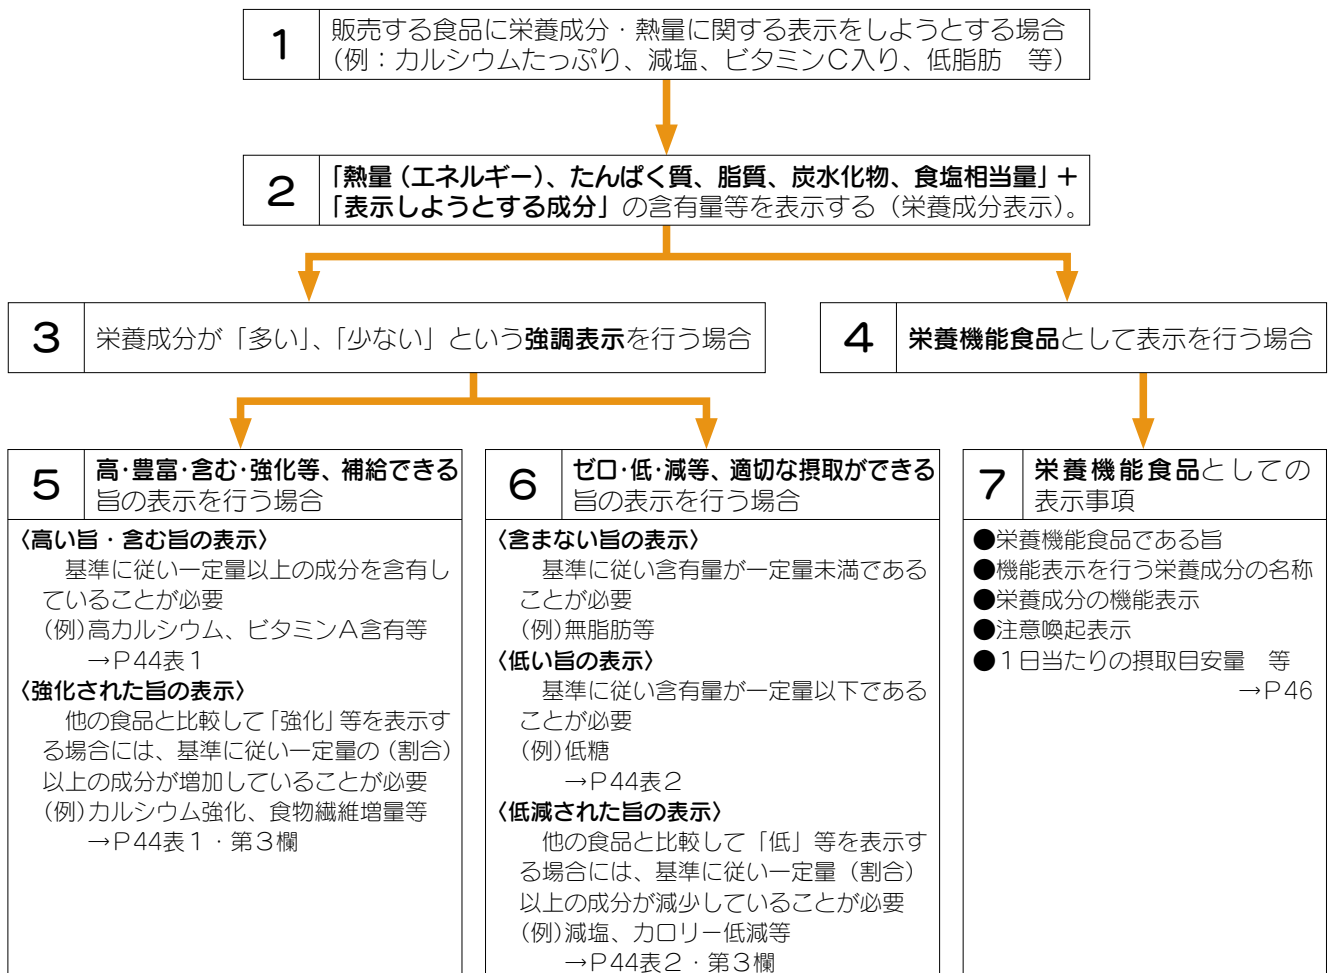 1
販売する食品に栄養成分・熱量に関する表示をしようとする場合
（例：カルシウムたっぷり、減塩、ビタミンC入り、低脂肪　等）
2
「熱量（エネルギー）、たんぱく質、脂質、炭水化物、食塩相当量」＋
「表示しようとする成分」の含有量等を表示する（栄養成分表示）。
3
栄養成分が「多い」、「少ない」という強調表示を行う場合
4
栄養機能食品として表示を行う場合
5
高・豊富・含む・強化等、補給できる
旨の表示を行う場合
〈高い旨・含む旨の表示〉
基準に従い一定量以上の成分を含有し
ていることが必要
（例）高カルシウム、ビタミンA含有等
→P44表１
〈強化された旨の表示〉
他の食品と比較して「強化」等を表示す
る場合には、基準に従い一定量の（割合）
以上の成分が増加していることが必要
（例）カルシウム強化、食物繊維増量等
→P44表１・第３欄
6
ゼロ・低・減等、適切な摂取ができる
旨の表示を行う場合
〈含まない旨の表示〉
基準に従い含有量が一定量未満である
ことが必要
（例）無脂肪等
〈低い旨の表示〉
基準に従い含有量が一定量以下である
ことが必要
（例）低糖
→P44表２
〈低減された旨の表示〉
他の食品と比較して「低」等を表示す
る場合には、基準に従い一定量（割合）
以上の成分が減少していることが必要
（例）減塩、カロリー低減等
→P44表２・第３欄
7
栄養機能食品としての
表示事項
●栄養機能食品である旨
●機能表示を行う栄養成分の名称
●栄養成分の機能表示
●注意喚起表示
●１日当たりの摂取目安量　等
→P46